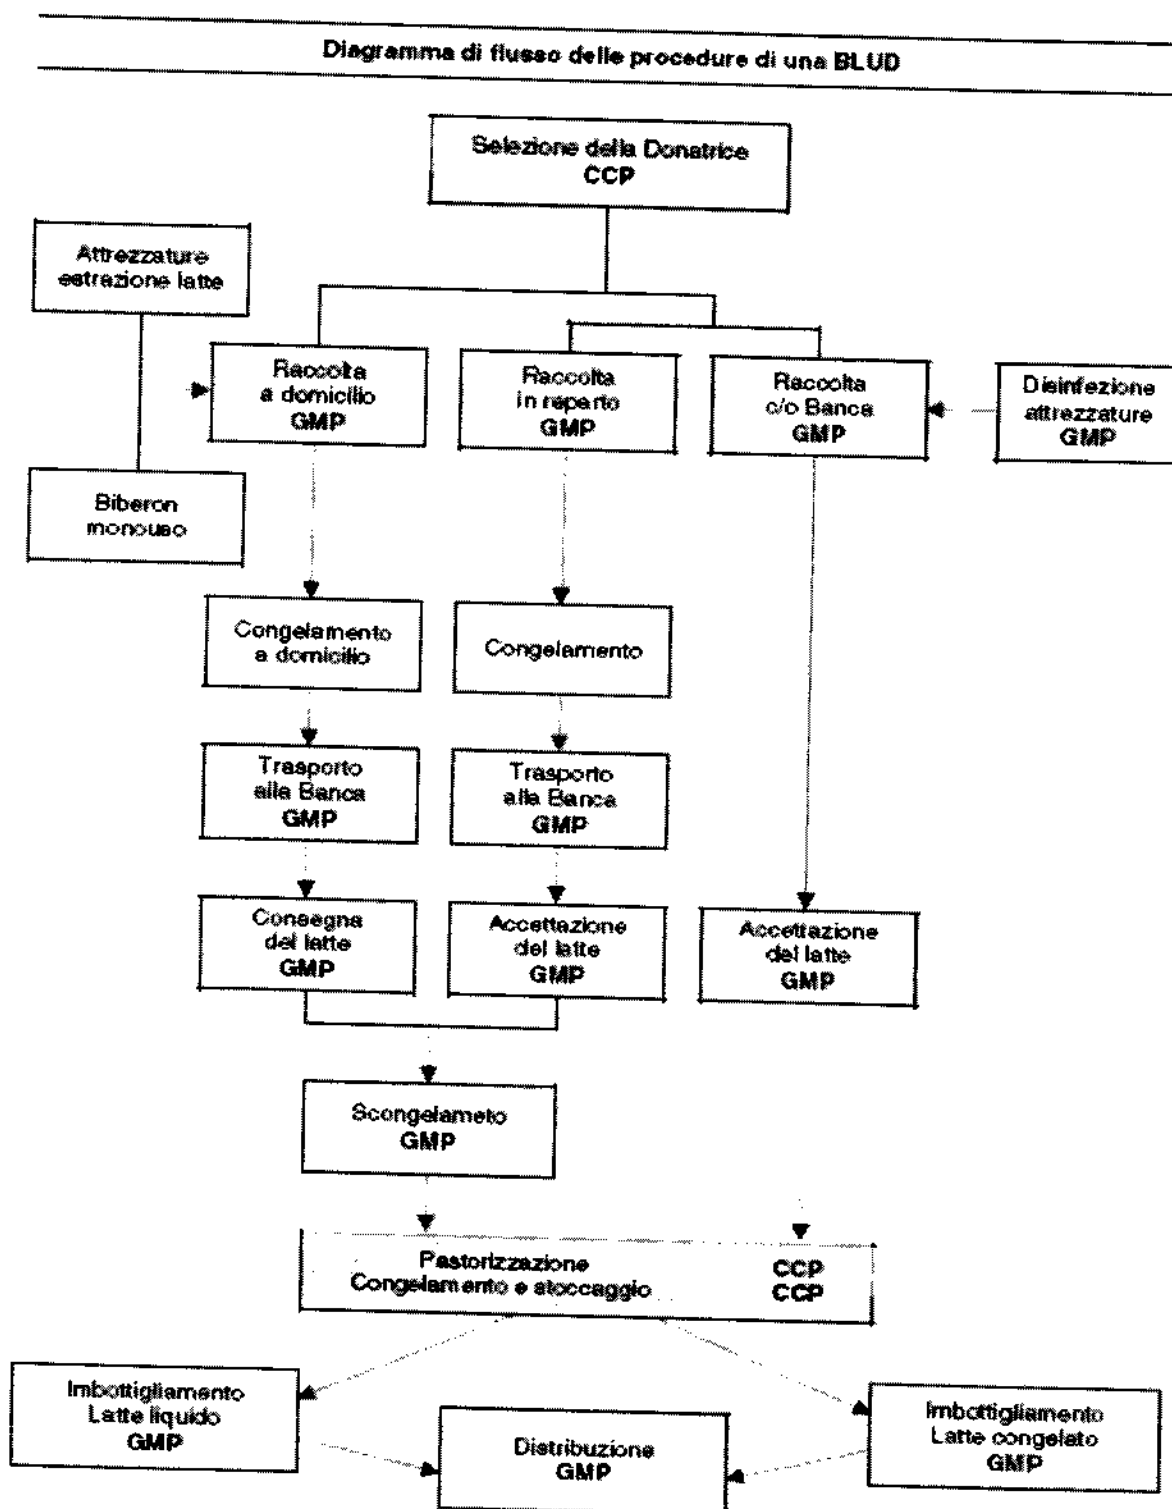 Diagramma di flusso delle procedure di una BLUD
Selezione della Donatrice
CCP
Attrezzature
estrazione latte
Raccolta
a domicilio
GMP
Raccolta
in reparto
GMP
Raccolta
c/o Banca
GMP
Disinfezione
attrezzature
GMP
Biberon
monouso
Congelamento
a domicilio
Congelamento
Trasporto
alla Banca
GMP
Trasporto
alla Banca
GMP
Consegna
del latte
GMP
Accettazione
del latte
GMP
Accettazione
del latte
GMP
Scongelameto
GMP
Pastorizzazione CCP
Congelamento e stoccaggio CCP
Imbottigliamento
Latte liquido
GMP
Distribuzione
GMP
Imbottigliamento
Latte congelato
GMP